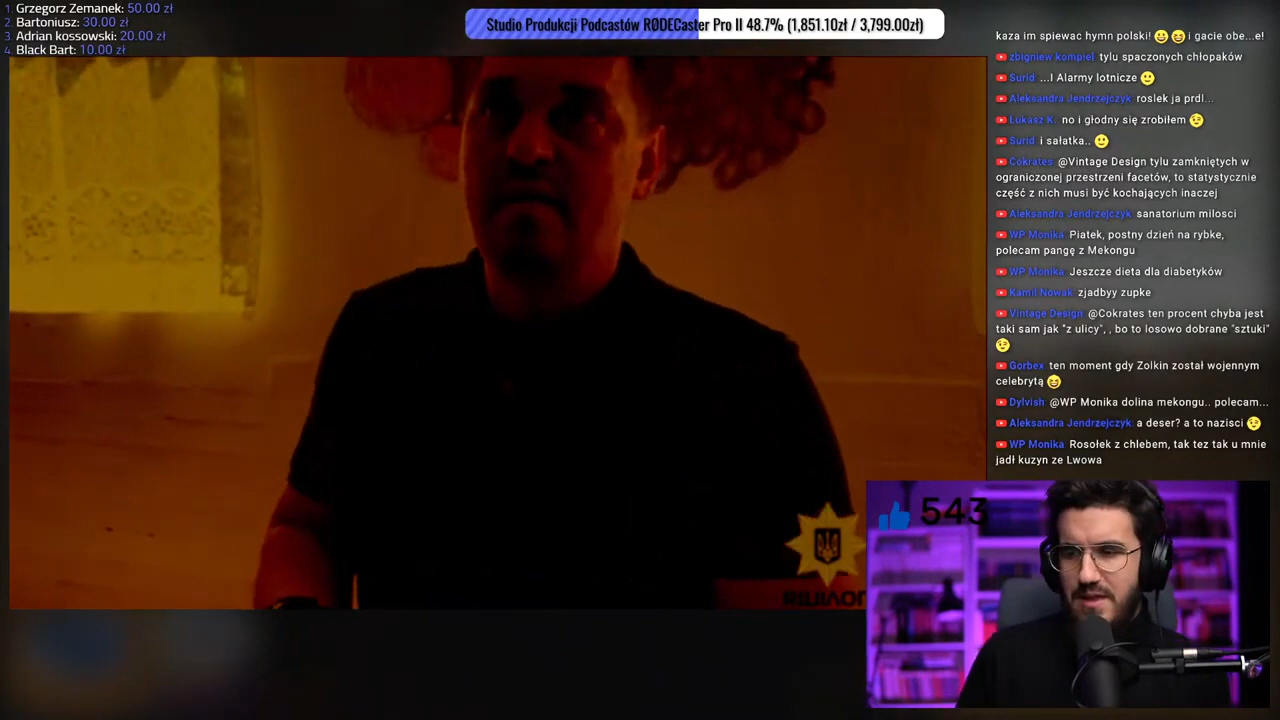 1. Grzegorz Zemanek: 50.00 zł
2. Bartoniusz: 30.00 zł
3. Adrian kossowski: 20.00 zł
4. Black Bart: 10.00 zł
Studio Produkcji Podcastów RØDECaster Pro II 48.7% (1,851.10zł / 3,799.00zł)
kaza im spiewac hymn polski! 😀 😆 i gacie obe...e!
zbigniew kompiel tylu spaczonych chłopaków
Surid: ...I Alarmy lotnicze 🙂
Aleksandra Jendrzejczyk: rosłek ja prdl...
Łukasz K.: no i głodny się zrobiłem 😉
Surid: i sałatka.. 🙂
Cokrates: @Vintage Design tylu zamkniętych w
ograniczonej przestrzeni facetów, to statystycznie
część z nich musi być kochających inaczej
Aleksandra Jendrzejczyk: sanatorium milosci
WP Monika: Piatek, postny dzień na rybke,
polecam pangę z Mekongu
WP Monika: Jeszcze dieta dla diabetyków
Kamil Nowak: zjadbyy zupke
Vintage Design: @Cokrates ten procent chyba jest
taki sam jak "z ulicy", , bo to losowo dobrane "sztuki"
😉
Gorbex: ten moment gdy Zolkin został wojennym
celebrytą 😆
Dylvish: @WP Monika dolina mekongu.. polecam...
Aleksandra Jendrzejczyk: a deser? a to nazisci 😉
WP Monika: Rosołek z chlebem, tak tez tak u mnie
jadł kuzyn ze Lwowa
543